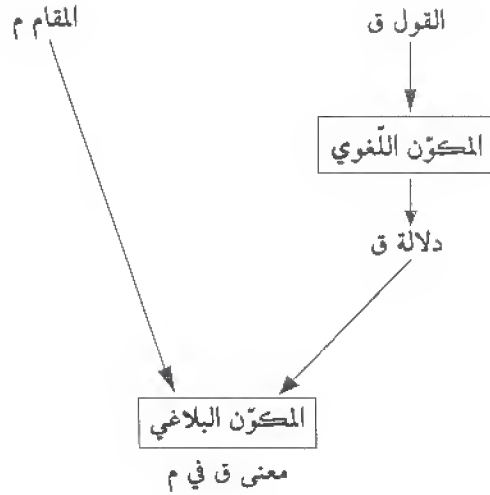 القول ق
المقام م
المكوّن اللّغوي
دلالة ق
المكوّن البلاغي
معنى ق في م